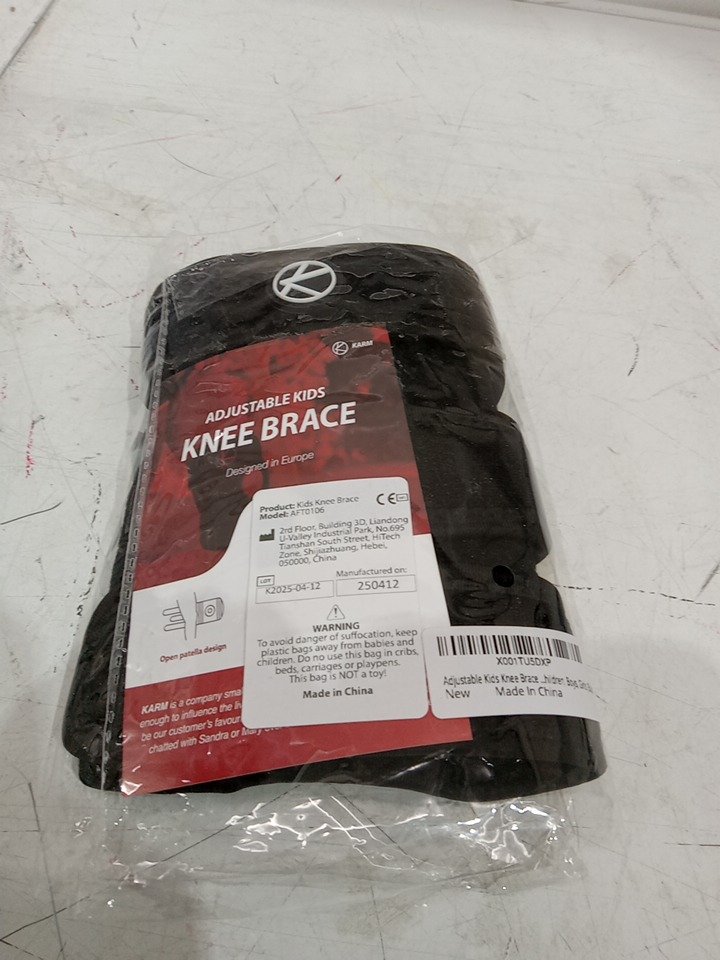 KARM
ADJUSTABLE KIDS
KNEE BRACE
Designed in Europe
Product: Kids Knee Brace
Model: AFT0106
CE
2rd Floor, Building 3D, Liandong
U-Valley Industrial Park, No.695
Tianshan South Street, HiTech
Zone, Shijiazhuang, Hebei,
050000, China
LOT
K2025-04-12
Manufactured on:
250412
WARNING
To avoid danger of suffocation, keep
plastic bags away from babies and
children. Do not use this bag in cribs,
beds, carriages or playpens.
This bag is NOT a toy!
Made in China
Open patella design
KARM is a company
enough to influence the
be our customer's
chatted with Sandra or
X001TU5DXP
Adjustable Kids Knee Brace ...hildren Boys
New Made In China